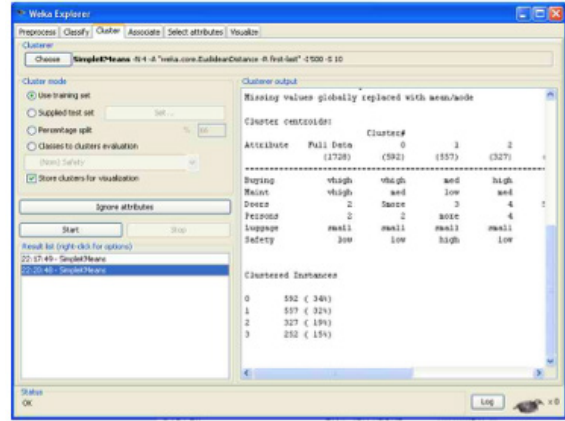 Weka Explorer
Preprocess Classify Cluster Associate Select attributes Visualize
Clusterer
Choose SimpleKMeans -N 4 -A "weka.core.EuclideanDistance -R first-last" -I 500 -S 10
Cluster mode
Use training set
Supplied test set Set ...
Percentage split % 66
Classes to clusters evaluation
(Nom) Safety
Store clusters for visualization
Ignore attributes
Start Stop
Result list (right-click for options)
22:17:49 - SimpleKMeans
22:20:48 - SimpleKMeans
Clusterer output
Missing values globally replaced with mean/mode
Cluster centroids:
Cluster#
Attribute Full Data 0 1 2
(1728) (592) (557) (327)
Buying vhigh vhigh med high
Maint vhigh med low med
Doors 2 5more 3 4
Persons 2 2 more 4
Luggage small small small small
Safety low low high low
Clustered Instances
0 592 ( 34%)
1 557 ( 32%)
2 327 ( 19%)
3 252 ( 15%)
Status
OK
Log x 0